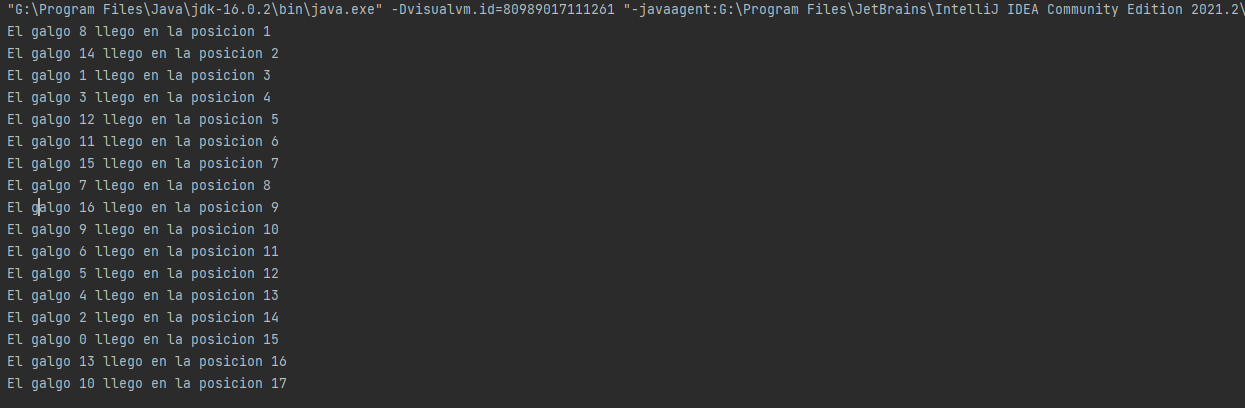 "G:\Program Files\Java\jdk-16.0.2\bin\java.exe" -Dvisualvm.id=80989017111261 "-javaagent:G:\Program Files\JetBrains\IntelliJ IDEA Community Edition 2021.2\
El galgo 8 llego en la posicion 1
El galgo 14 llego en la posicion 2
El galgo 1 llego en la posicion 3
El galgo 3 llego en la posicion 4
El galgo 12 llego en la posicion 5
El galgo 11 llego en la posicion 6
El galgo 15 llego en la posicion 7
El galgo 7 llego en la posicion 8
El galgo 16 llego en la posicion 9
El galgo 9 llego en la posicion 10
El galgo 6 llego en la posicion 11
El galgo 5 llego en la posicion 12
El galgo 4 llego en la posicion 13
El galgo 2 llego en la posicion 14
El galgo 0 llego en la posicion 15
El galgo 13 llego en la posicion 16
El galgo 10 llego en la posicion 17